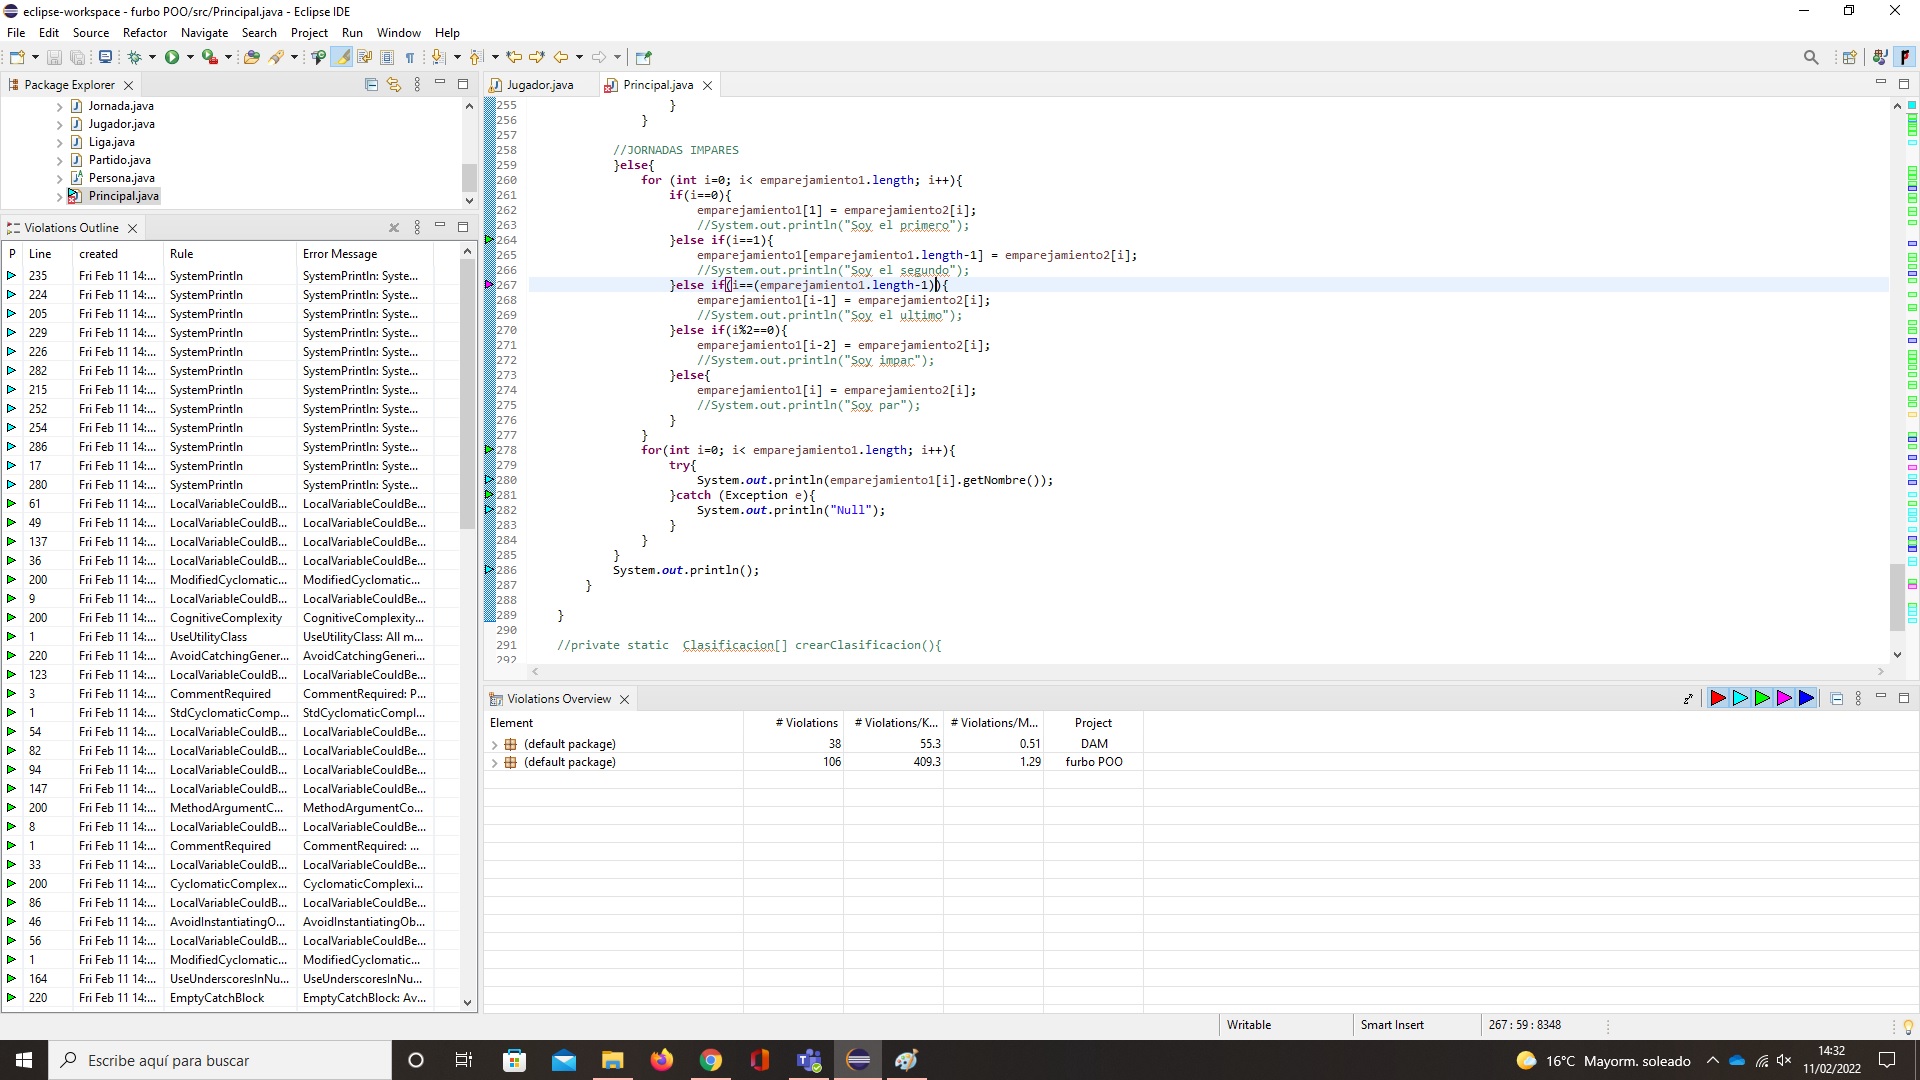 eclipse-workspace - furbo POO/src/Principal.java - Eclipse IDE
File Edit Source Refactor Navigate Search Project Run Window Help
Package Explorer
Jornada.java
Jugador.java
Liga.java
Partido.java
Persona.java
Principal.java
Violations Outline
P Line created Rule Error Message
235 Fri Feb 11 14:... SystemPrintln SystemPrintln: Syste...
224 Fri Feb 11 14:... SystemPrintln SystemPrintln: Syste...
205 Fri Feb 11 14:... SystemPrintln SystemPrintln: Syste...
229 Fri Feb 11 14:... SystemPrintln SystemPrintln: Syste...
226 Fri Feb 11 14:... SystemPrintln SystemPrintln: Syste...
282 Fri Feb 11 14:... SystemPrintln SystemPrintln: Syste...
215 Fri Feb 11 14:... SystemPrintln SystemPrintln: Syste...
252 Fri Feb 11 14:... SystemPrintln SystemPrintln: Syste...
254 Fri Feb 11 14:... SystemPrintln SystemPrintln: Syste...
286 Fri Feb 11 14:... SystemPrintln SystemPrintln: Syste...
17 Fri Feb 11 14:... SystemPrintln SystemPrintln: Syste...
280 Fri Feb 11 14:... SystemPrintln SystemPrintln: Syste...
61 Fri Feb 11 14:... LocalVariableCouldB... LocalVariableCouldBe...
49 Fri Feb 11 14:... LocalVariableCouldB... LocalVariableCouldBe...
137 Fri Feb 11 14:... LocalVariableCouldB... LocalVariableCouldBe...
36 Fri Feb 11 14:... LocalVariableCouldB... LocalVariableCouldBe...
200 Fri Feb 11 14:... ModifiedCyclomatic... ModifiedCyclomatic...
9 Fri Feb 11 14:... LocalVariableCouldB... LocalVariableCouldBe...
200 Fri Feb 11 14:... CognitiveComplexity CognitiveComplexity...
1 Fri Feb 11 14:... UseUtilityClass UseUtilityClass: All m...
220 Fri Feb 11 14:... AvoidCatchingGener... AvoidCatchingGeneri...
123 Fri Feb 11 14:... LocalVariableCouldB... LocalVariableCouldBe...
3 Fri Feb 11 14:... CommentRequired CommentRequired: P...
1 Fri Feb 11 14:... StdCyclomaticComp... StdCyclomaticCompl...
54 Fri Feb 11 14:... LocalVariableCouldB... LocalVariableCouldBe...
82 Fri Feb 11 14:... LocalVariableCouldB... LocalVariableCouldBe...
94 Fri Feb 11 14:... LocalVariableCouldB... LocalVariableCouldBe...
147 Fri Feb 11 14:... LocalVariableCouldB... LocalVariableCouldBe...
200 Fri Feb 11 14:... MethodArgumentC... MethodArgumentCo...
8 Fri Feb 11 14:... LocalVariableCouldB... LocalVariableCouldBe...
1 Fri Feb 11 14:... CommentRequired CommentRequired: ...
33 Fri Feb 11 14:... LocalVariableCouldB... LocalVariableCouldBe...
200 Fri Feb 11 14:... CyclomaticComplex... CyclomaticComplexi...
86 Fri Feb 11 14:... LocalVariableCouldB... LocalVariableCouldBe...
46 Fri Feb 11 14:... AvoidInstantiatingO... AvoidInstantiatingOb...
56 Fri Feb 11 14:... LocalVariableCouldB... LocalVariableCouldBe...
1 Fri Feb 11 14:... ModifiedCyclomatic... ModifiedCyclomatic...
164 Fri Feb 11 14:... UseUnderscoresInNu... UseUnderscoresInNu...
220 Fri Feb 11 14:... EmptyCatchBlock EmptyCatchBlock: Av...
Jugador.java Principal.java
255 }
256 }
257
258 //JORNADAS IMPARES
259 }else{
260 for (int i=0; i< emparejamiento1.length; i++){
261 if(i==0){
262 emparejamiento1[1] = emparejamiento2[i];
263 //System.out.println("Soy el primero");
264 }else if(i==1){
265 emparejamiento1[emparejamiento1.length-1] = emparejamiento2[i];
266 //System.out.println("Soy el segundo");
267 }else if(i==(emparejamiento1.length-1)){
268 emparejamiento1[i-1] = emparejamiento2[i];
269 //System.out.println("Soy el ultimo");
270 }else if(i%2==0){
271 emparejamiento1[i-2] = emparejamiento2[i];
272 //System.out.println("Soy impar");
273 }else{
274 emparejamiento1[i] = emparejamiento2[i];
275 //System.out.println("Soy par");
276 }
277 }
278 for(int i=0; i< emparejamiento1.length; i++){
279 try{
280 System.out.println(emparejamiento1[i].getNombre());
281 }catch (Exception e){
282 System.out.println("Null");
283 }
284 }
285 }
286 System.out.println();
287 }
288
289 }
290
291 //private static Clasificacion[] crearClasificacion(){
292
Violations Overview
Element # Violations # Violations/K... # Violations/M... Project
(default package) 38 55.3 0.51 DAM
(default package) 106 409.3 1.29 furbo POO
Writable Smart Insert 267 : 59 : 8348
Escribe aquí para buscar
16°C Mayorm. soleado
14:32
11/02/2022